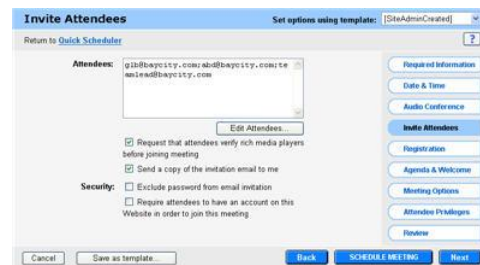 Invite Attendees
Set options using template: [SiteAdminCreated]
Return to Quick Scheduler
?
Attendees: glb@baycity.com;abd@baycity.com;te
amlead@baycity.com
Edit Attendees...
Request that attendees verify rich media players
before joining meeting
Send a copy of the invitation email to me
Security: Exclude password from email invitation
Require attendees to have an account on this
Website in order to join this meeting
Required Information
Date & Time
Audio Conference
Invite Attendees
Registration
Agenda & Welcome
Meeting Options
Attendee Privileges
Review
Cancel
Save as template...
Back
SCHEDULE MEETING
Next